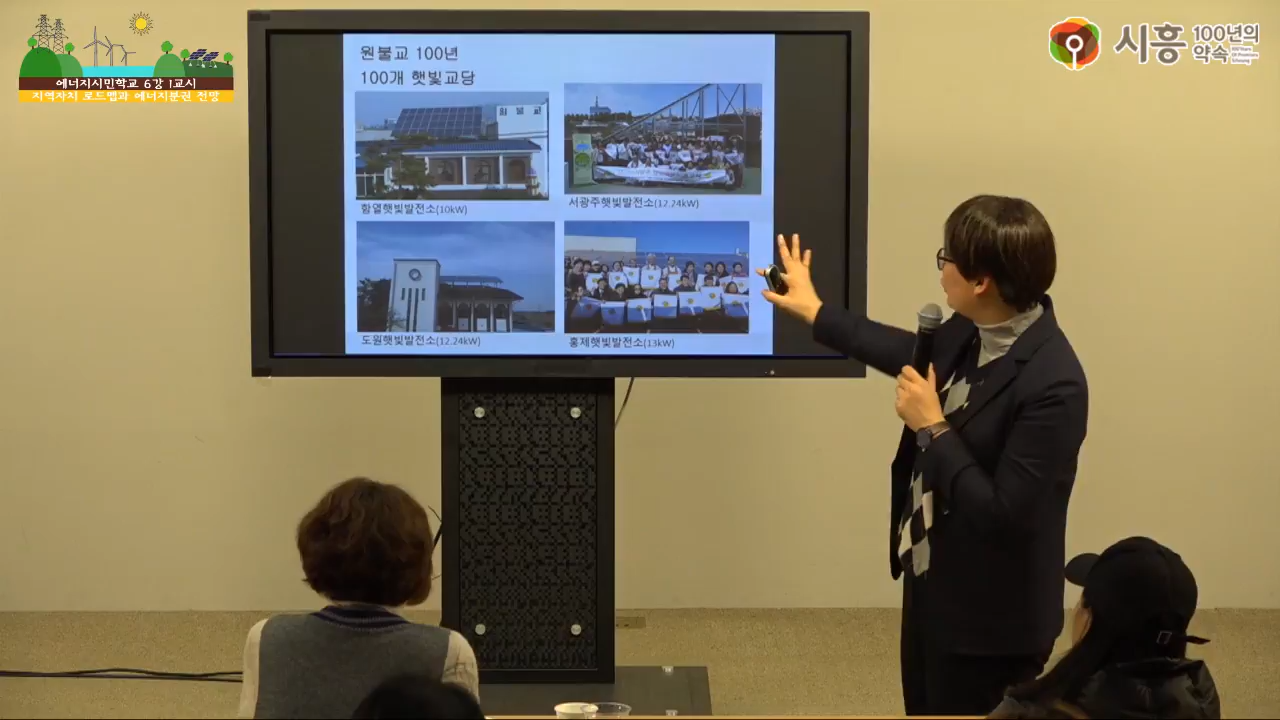 에너지시민학교 6강 1교시
지역자치 로드맵과 에너지분권 전망
시흥 100년의 약속
원불교 100년
100개 햇빛교당
원불교
함열햇빛발전소(10kW)
서광주햇빛발전소(12.24kW)
도원햇빛발전소(12.24kW)
홍제햇빛발전소(13kW)